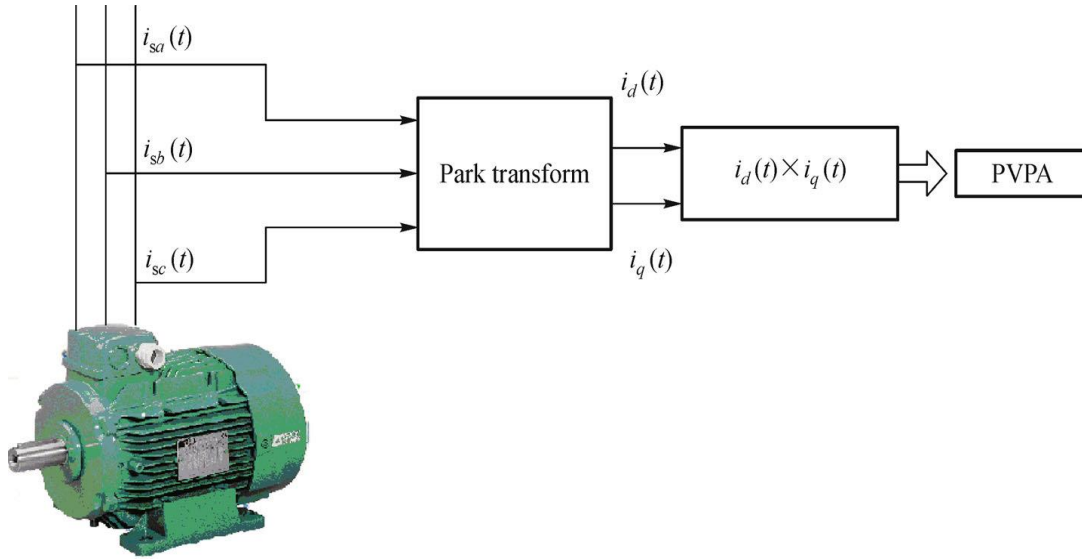 i_sa(t)
i_sb(t)
i_sc(t)
Park transform
i_d(t)
i_q(t)
i_d(t)×i_q(t)
PVPA